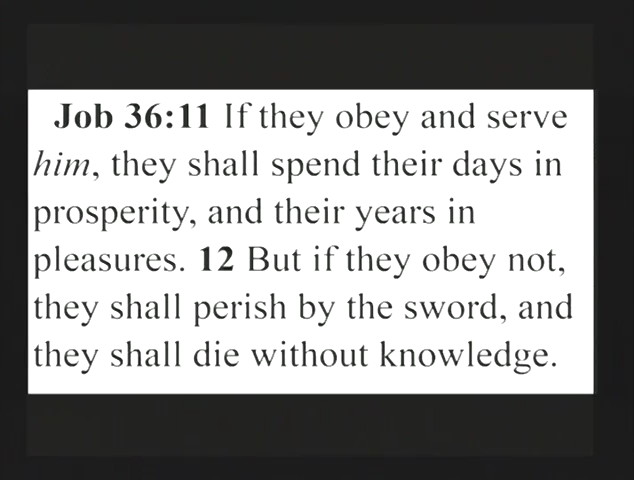 Job 36:11 If they obey and serve
him, they shall spend their days in
prosperity, and their years in
pleasures. 12 But if they obey not,
they shall perish by the sword, and
they shall die without knowledge.